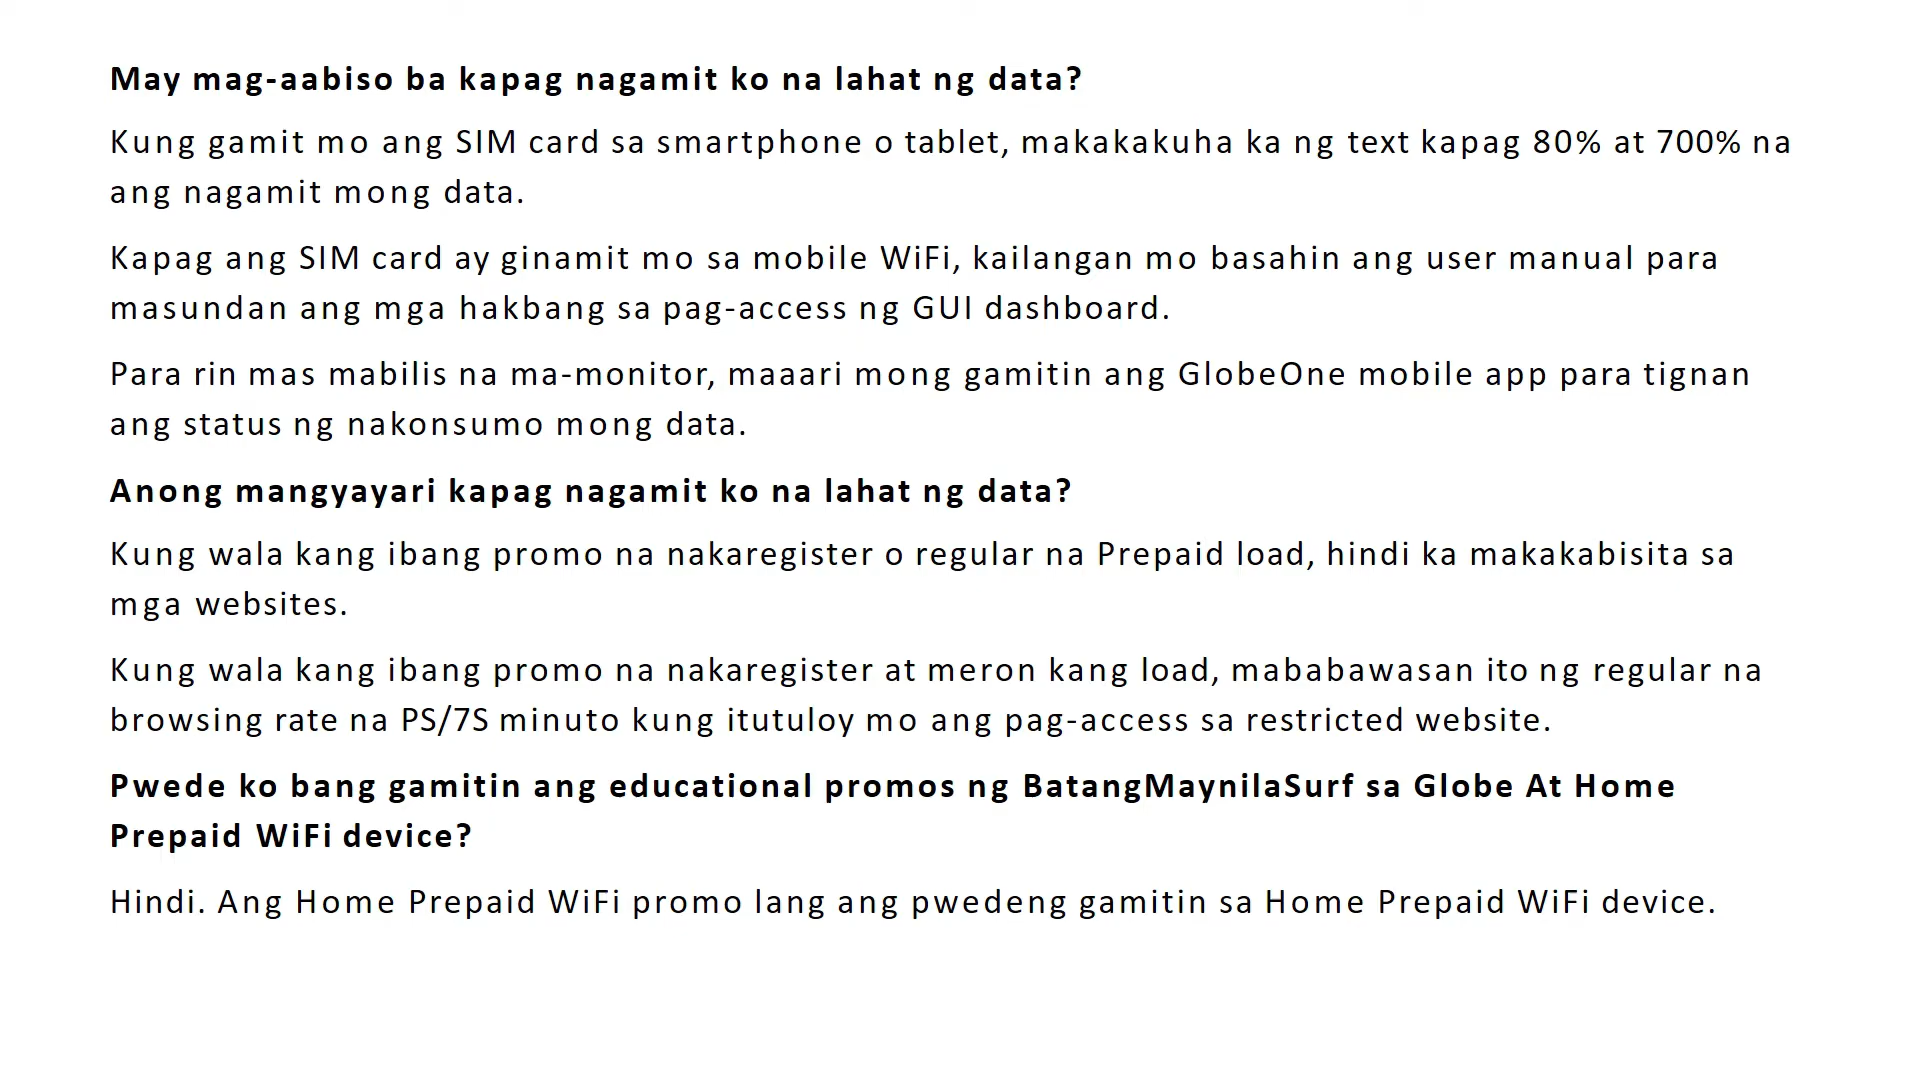 May mag-aabiso ba kapag nagamit ko na lahat ng data?
Kung gamit mo ang SIM card sa smartphone o tablet, makakakuha ka ng text kapag 80% at 700% na
ang nagamit mong data.
Kapag ang SIM card ay ginamit mo sa mobile WiFi, kailangan mo basahin ang user manual para
masundan ang mga hakbang sa pag-access ng GUI dashboard.
Para rin mas mabilis na ma-monitor, maaari mong gamitin ang GlobeOne mobile app para tignan
ang status ng nakonsumo mong data.
Anong mangyayari kapag nagamit ko na lahat ng data?
Kung wala kang ibang promo na nakaregister o regular na Prepaid load, hindi ka makakabisita sa
mga websites.
Kung wala kang ibang promo na nakaregister at meron kang load, mababawasan ito ng regular na
browsing rate na PS/7S minuto kung itutuloy mo ang pag-access sa restricted website.
Pwede ko bang gamitin ang educational promos ng BatangMaynilaSurf sa Globe At Home
Prepaid WiFi device?
Hindi. Ang Home Prepaid WiFi promo lang ang pwedeng gamitin sa Home Prepaid WiFi device.